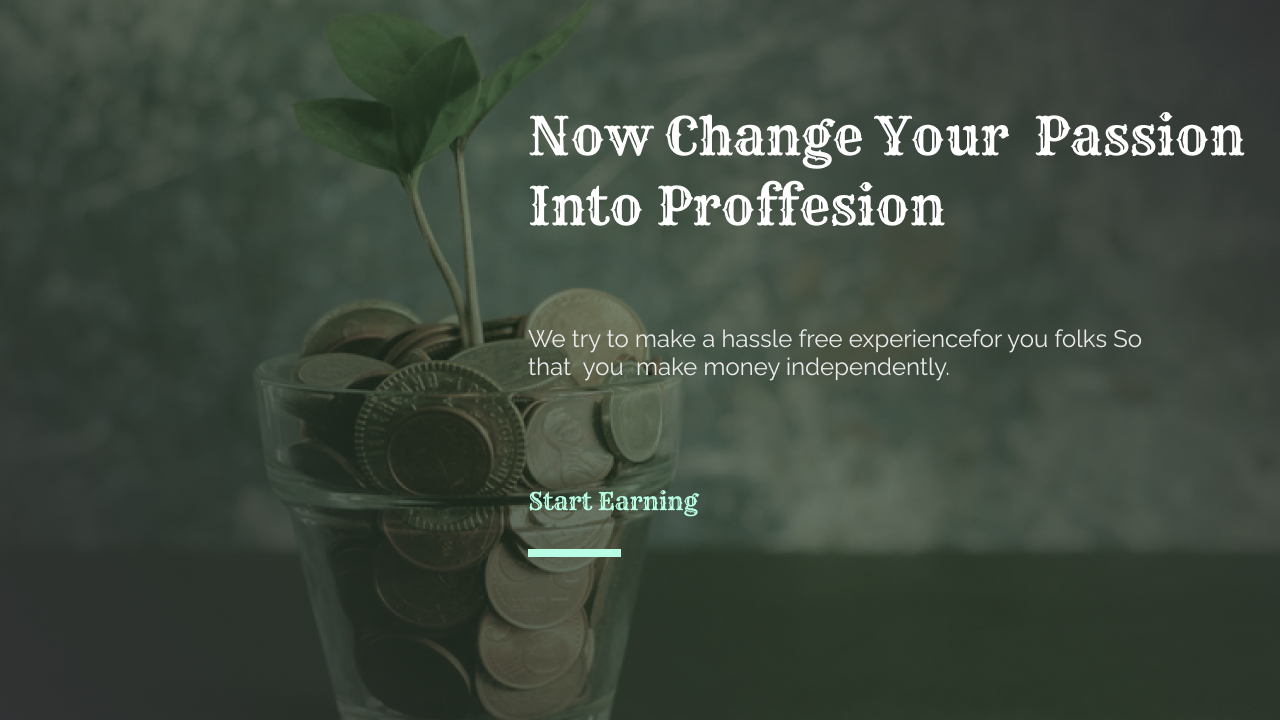 Now Change Your  Passion
Into Proffesion
We try to make a hassle free experiencefor you folks So
that  you  make money independently.
Start Earning